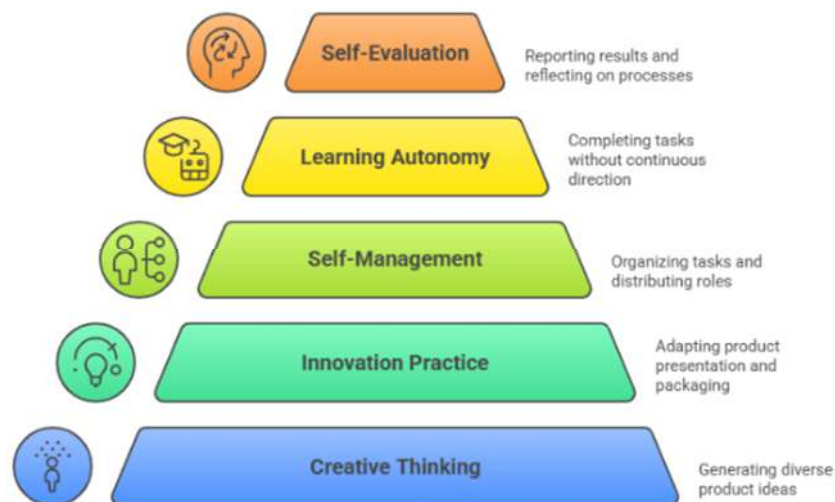 Self-Evaluation
Reporting results and
reflecting on processes
Learning Autonomy
Completing tasks
without continuous
direction
Self-Management
Organizing tasks and
distributing roles
Innovation Practice
Adapting product
presentation and
packaging
Creative Thinking
Generating diverse
product ideas